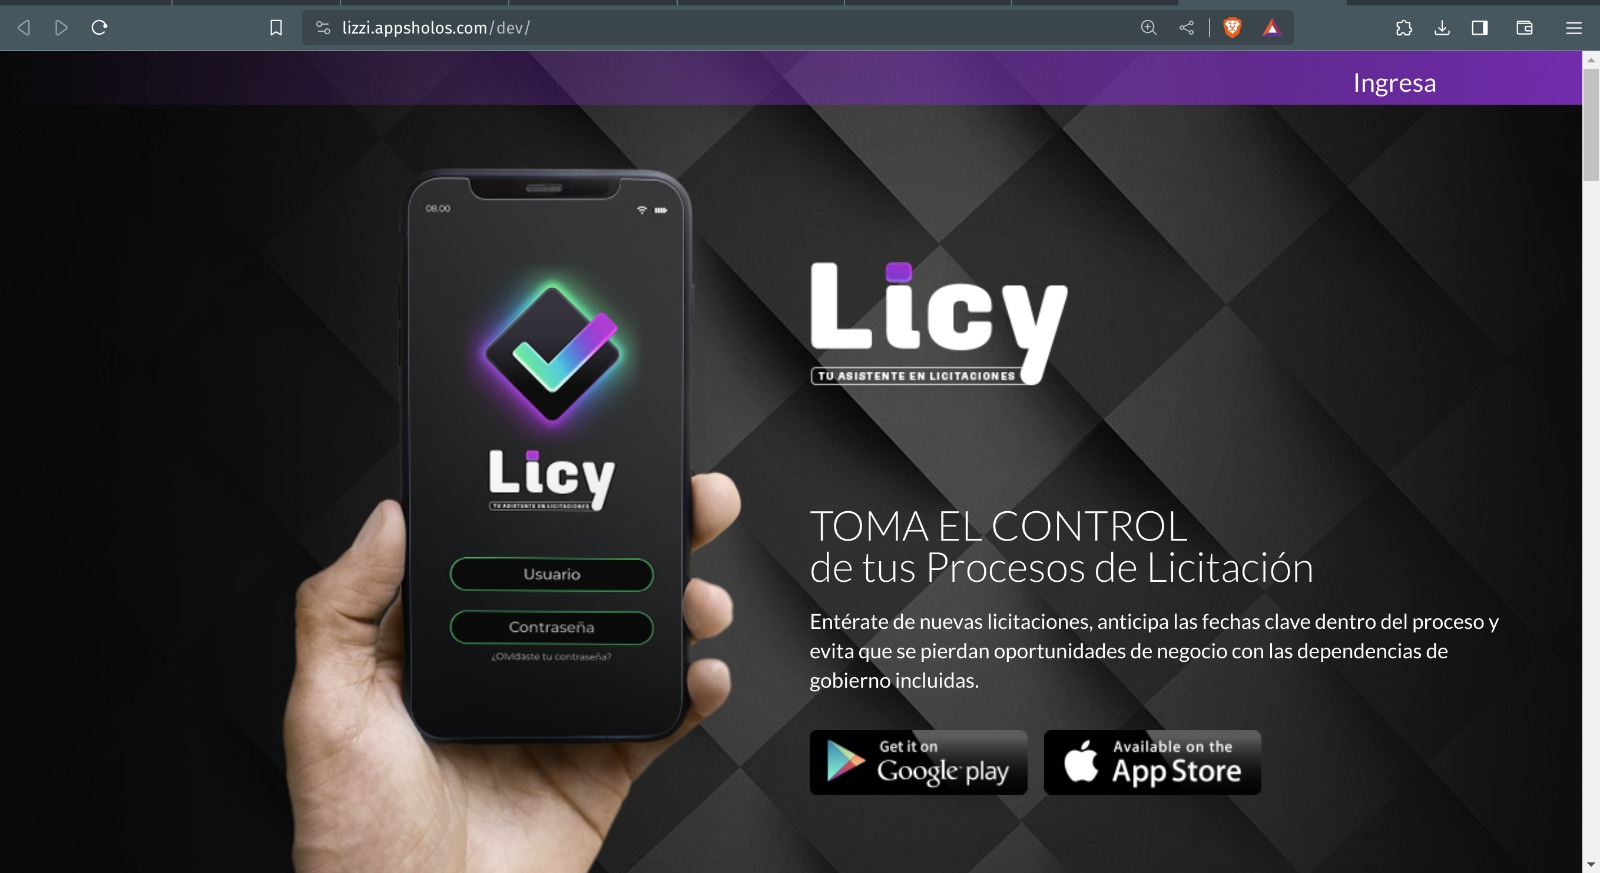 lizzi.appsholos.com/dev/
Ingresa
08.00
Licy
TU ASISTENTE EN LICITACIONES
Usuario
Contraseña
¿Olvidaste tu contraseña?
Licy
TU ASISTENTE EN LICITACIONES
TOMA EL CONTROL
de tus Procesos de Licitación
Entérate de nuevas licitaciones, anticipa las fechas clave dentro del proceso y
evita que se pierdan oportunidades de negocio con las dependencias de
gobierno incluidas.
Get it on
Google play
Available on the
App Store